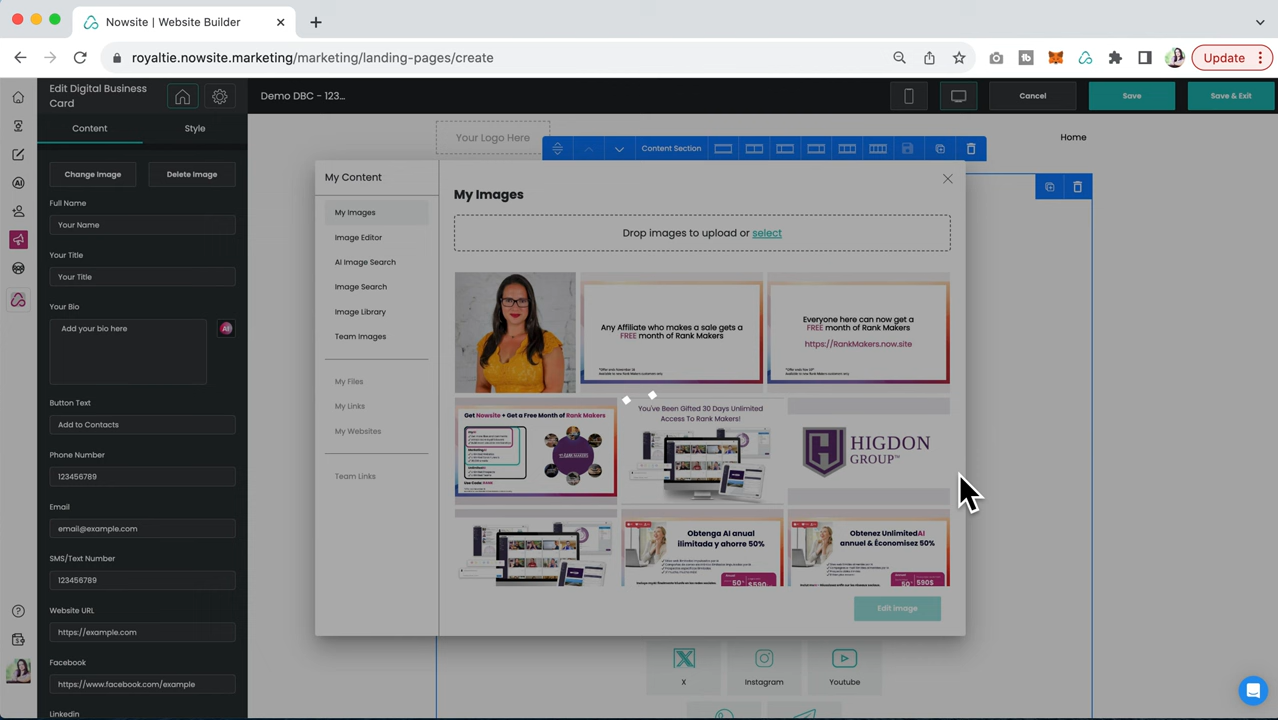 Nowsite | Website Builder
royaltie.nowsite.marketing/marketing/landing-pages/create
Update
Edit Digital Business
Card
Demo DBC - 123...
Cancel
Save
Save & Exit
Content
Style
Your Logo Here
Home
Content Section
Change Image
Delete Image
Full Name
Your Name
Your Title
Your Title
Your Bio
Add your bio here
AI
Button Text
Add to Contacts
Phone Number
123456789
Email
email@example.com
SMS/Text Number
123456789
Website URL
https://example.com
Facebook
https://www.facebook.com/example
Linkedin
My Content
My Images
Image Editor
AI Image Search
Image Search
Image Library
Team Images
My Files
My Links
My Websites
Team Links
My Images
Drop images to upload or select
Any Affiliate who makes a sale gets a
FREE month of Rank Makers
Everyone here can now get a
FREE month of Rank Makers
https://RankMakers.now.site
Get Nowsite + Get a Free Month of Rank Makers
You've Been Gifted 30 Days Unlimited
Access To Rank Makers!
HIGDON
GROUP™
Obtenga AI anual
ilimitada y ahorre 50%
Obtenez UnlimitedAI
annuel & Économisez 50%
Edit Image
X
Instagram
Youtube